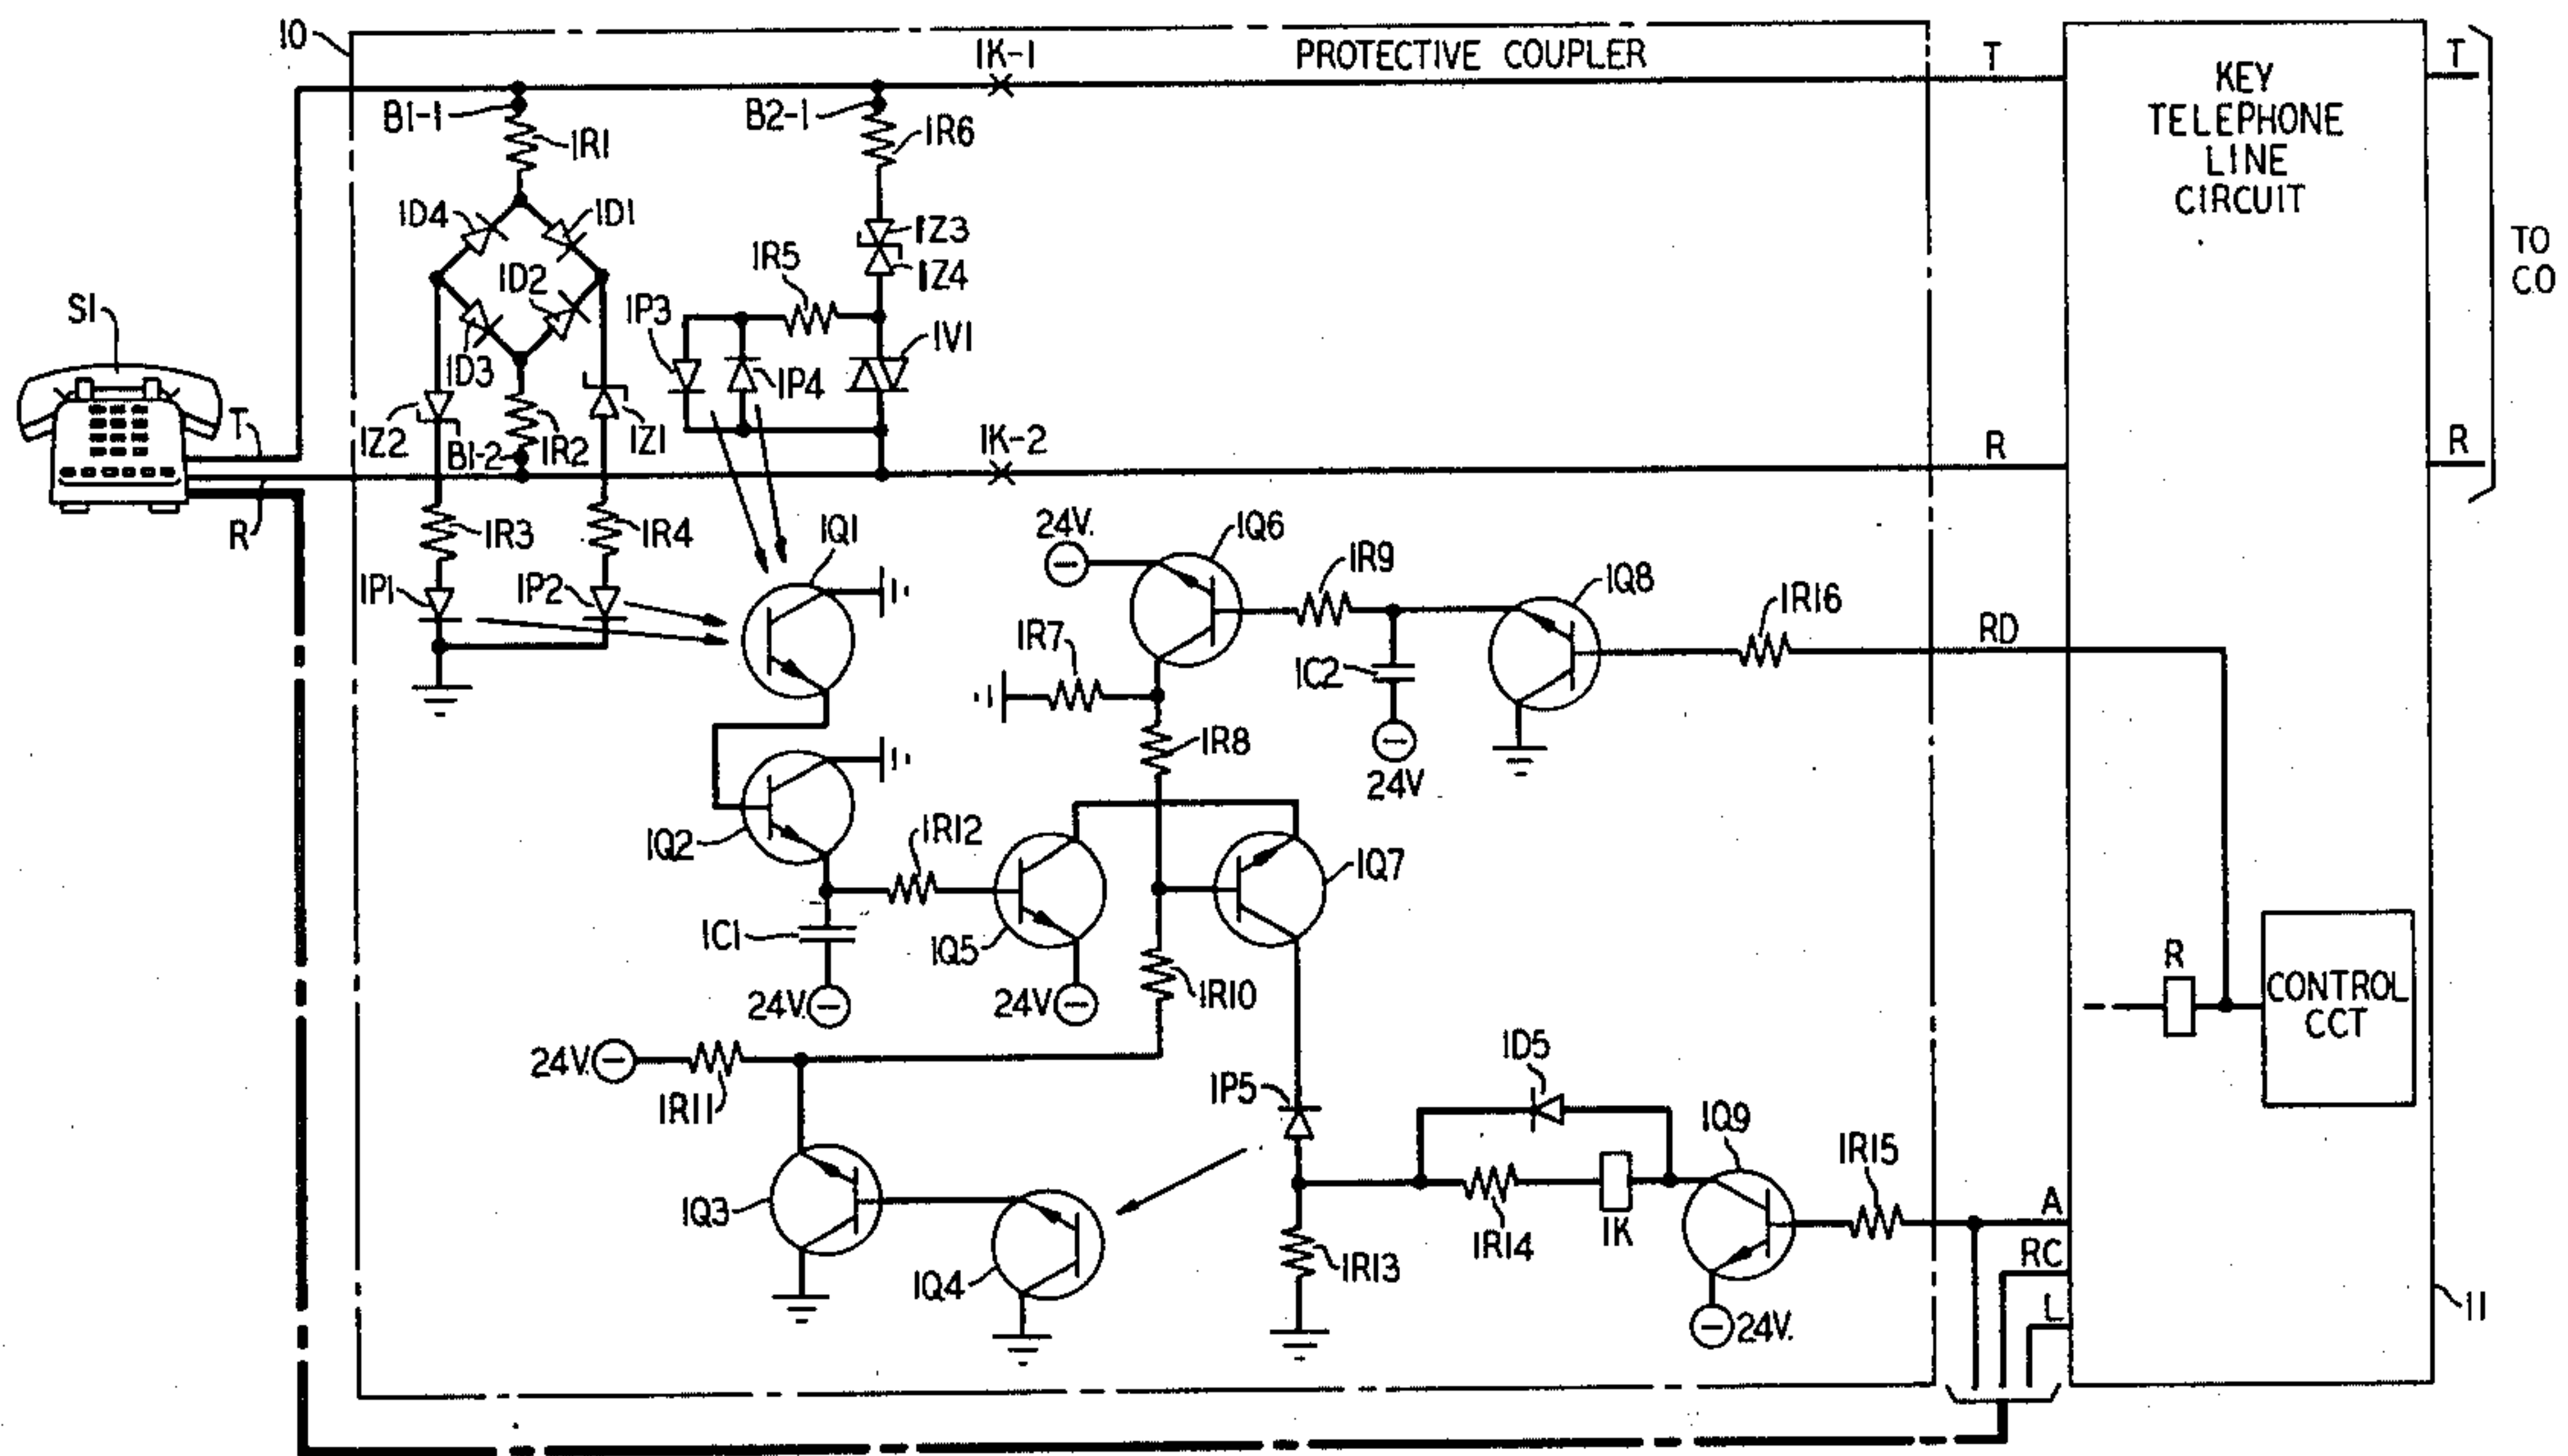 10
1K-1
PROTECTIVE COUPLER
T
T
B1-1
B2-1
1R1
1R6
KEY
TELEPHONE
LINE
CIRCUIT
1D4
1D1
1Z3
1R5
1Z4
TO
C.O
1D2
S1
1P3
1V1
1D3
1P4
T
1Z2
B1-2
1R2
1Z1
1K-2
R
R
R
1R3
1R4
1Q1
24V.
1Q6
1R9
1Q8
1P1
1P2
1R16
1R7
RD
1C2
1R8
24V
1Q2
1R12
1Q7
1C1
1Q5
R
24V.
24V
1R10
CONTROL
CCT
24V.
1R11
1D5
1P5
1Q9
1R15
1Q3
A
1R14
1K
RC
1Q4
1R13
L
11
24V.